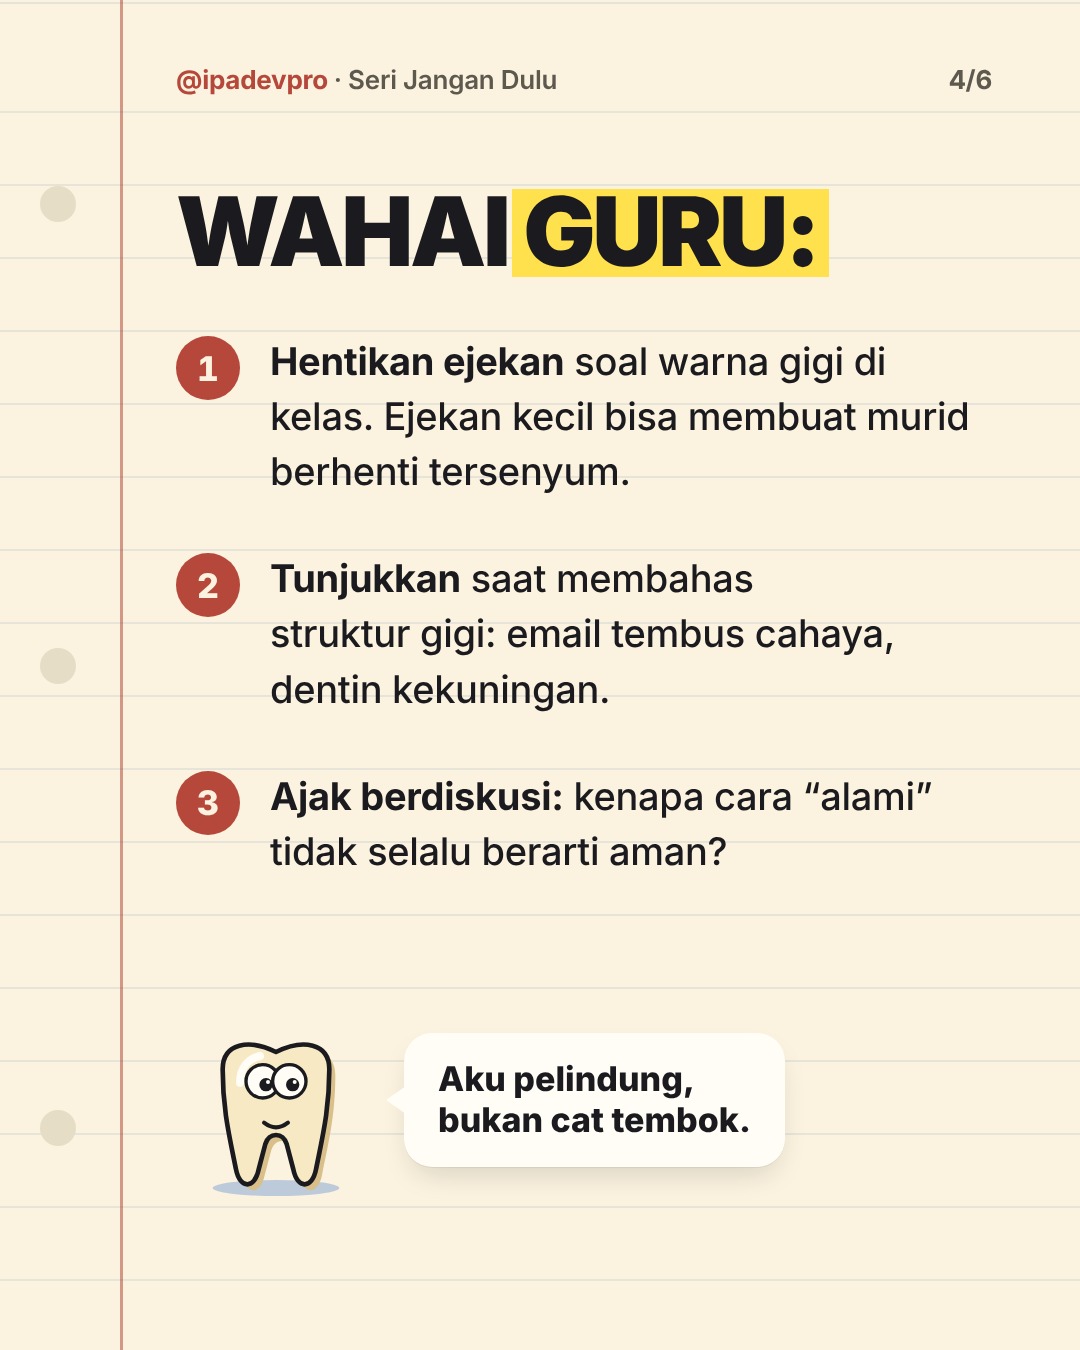 @ipadevpro · Seri Jangan Dulu
4/6
WAHAI GURU:
1
Hentikan ejekan soal warna gigi di
kelas. Ejekan kecil bisa membuat murid
berhenti tersenyum.
2
Tunjukkan saat membahas
struktur gigi: email tembus cahaya,
dentin kekuningan.
3
Ajak berdiskusi: kenapa cara “alami”
tidak selalu berarti aman?
Aku pelindung,
bukan cat tembok.